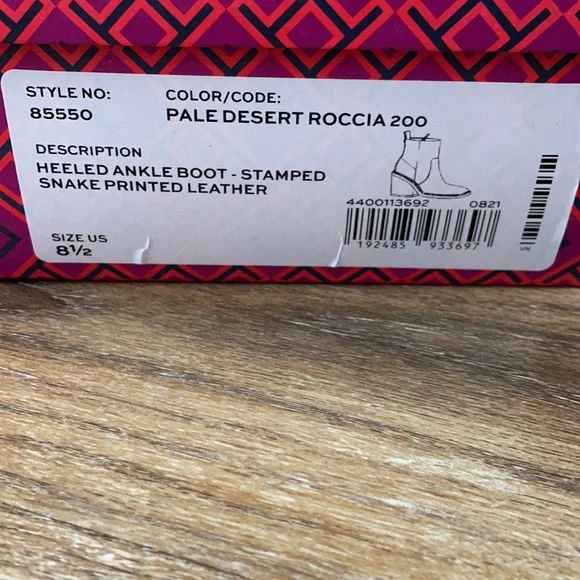 STYLE NO:
85550
COLOR/CODE:
PALE DESERT ROCCIA 200
DESCRIPTION
HEELED ANKLE BOOT - STAMPED
SNAKE PRINTED LEATHER
SIZE US
8½
4400113692 0821
192485 933697
VN